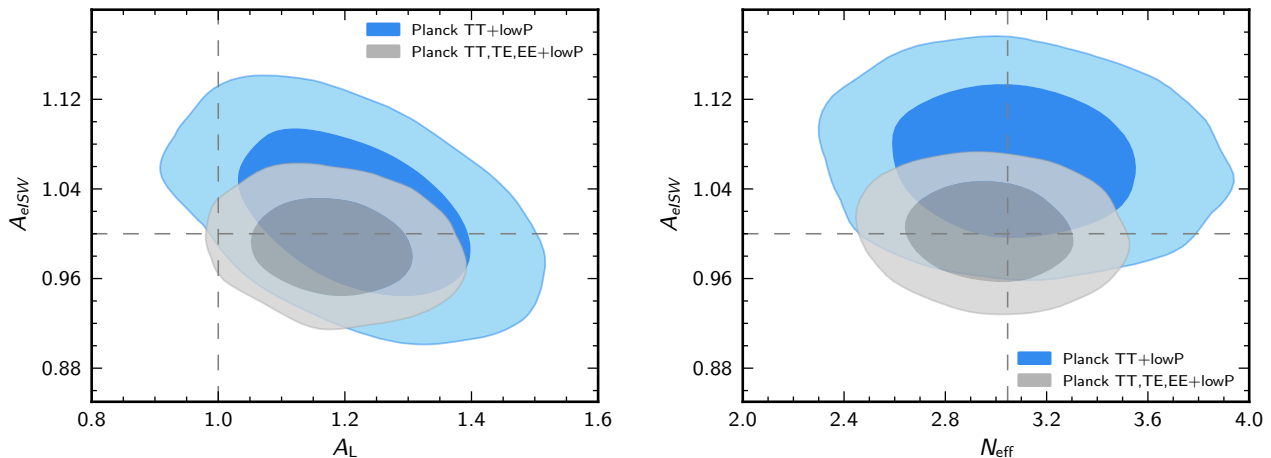 Planck TT+lowP
Planck TT,TE,EE+lowP
1.12
1.04
0.96
0.88
A_eISW
0.8 1.0 1.2 1.4 1.6
A_L
1.12
1.04
0.96
0.88
A_eISW
Planck TT+lowP
Planck TT,TE,EE+lowP
2.0 2.4 2.8 3.2 3.6 4.0
N_eff